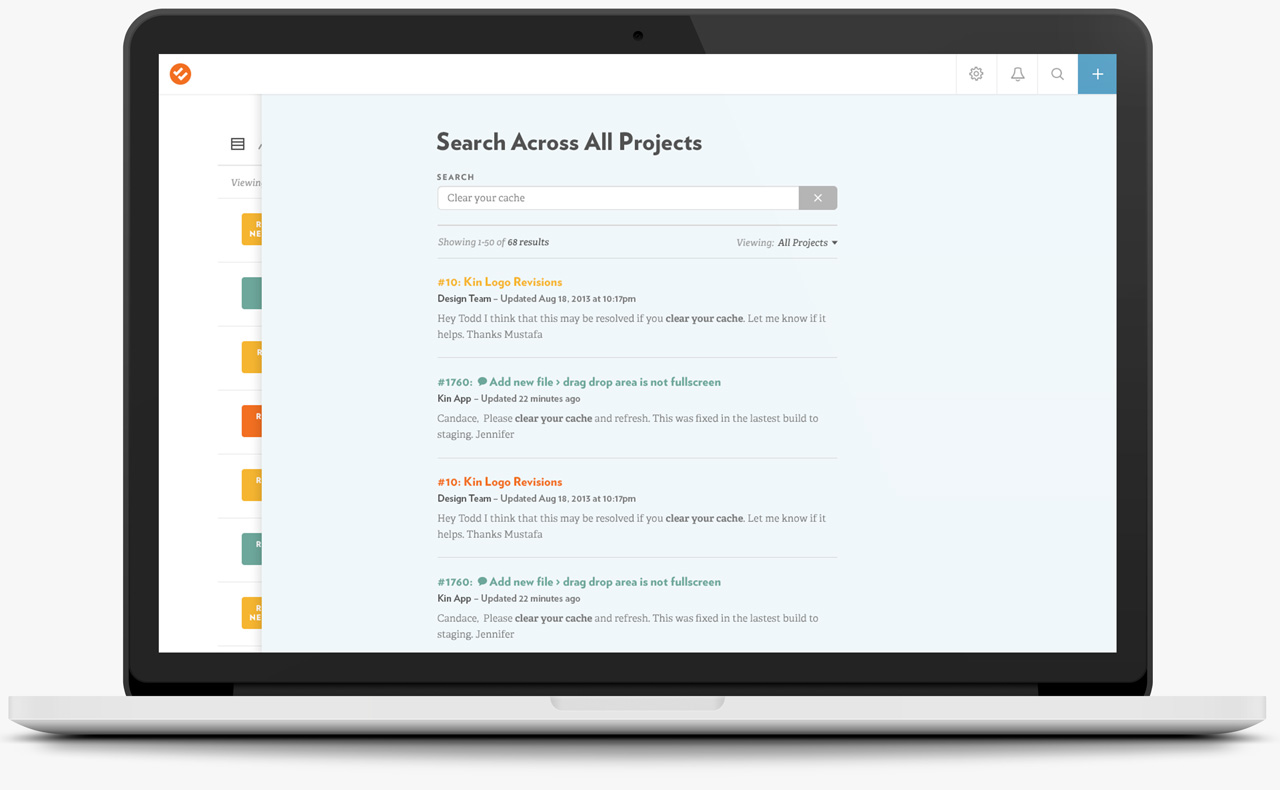 Search Across All Projects
SEARCH
Clear your cache
Showing 1-50 of 68 results
Viewing: All Projects
#10: Kin Logo Revisions
Design Team – Updated Aug 18, 2013 at 10:17pm
Hey Todd I think that this may be resolved if you clear your cache. Let me know if it
helps. Thanks Mustafa
#1760: Add new file > drag drop area is not fullscreen
Kin App – Updated 22 minutes ago
Candace, Please clear your cache and refresh. This was fixed in the lastest build to
staging. Jennifer
#10: Kin Logo Revisions
Design Team – Updated Aug 18, 2013 at 10:17pm
Hey Todd I think that this may be resolved if you clear your cache. Let me know if it
helps. Thanks Mustafa
#1760: Add new file > drag drop area is not fullscreen
Kin App – Updated 22 minutes ago
Candace, Please clear your cache and refresh. This was fixed in the lastest build to
staging. Jennifer